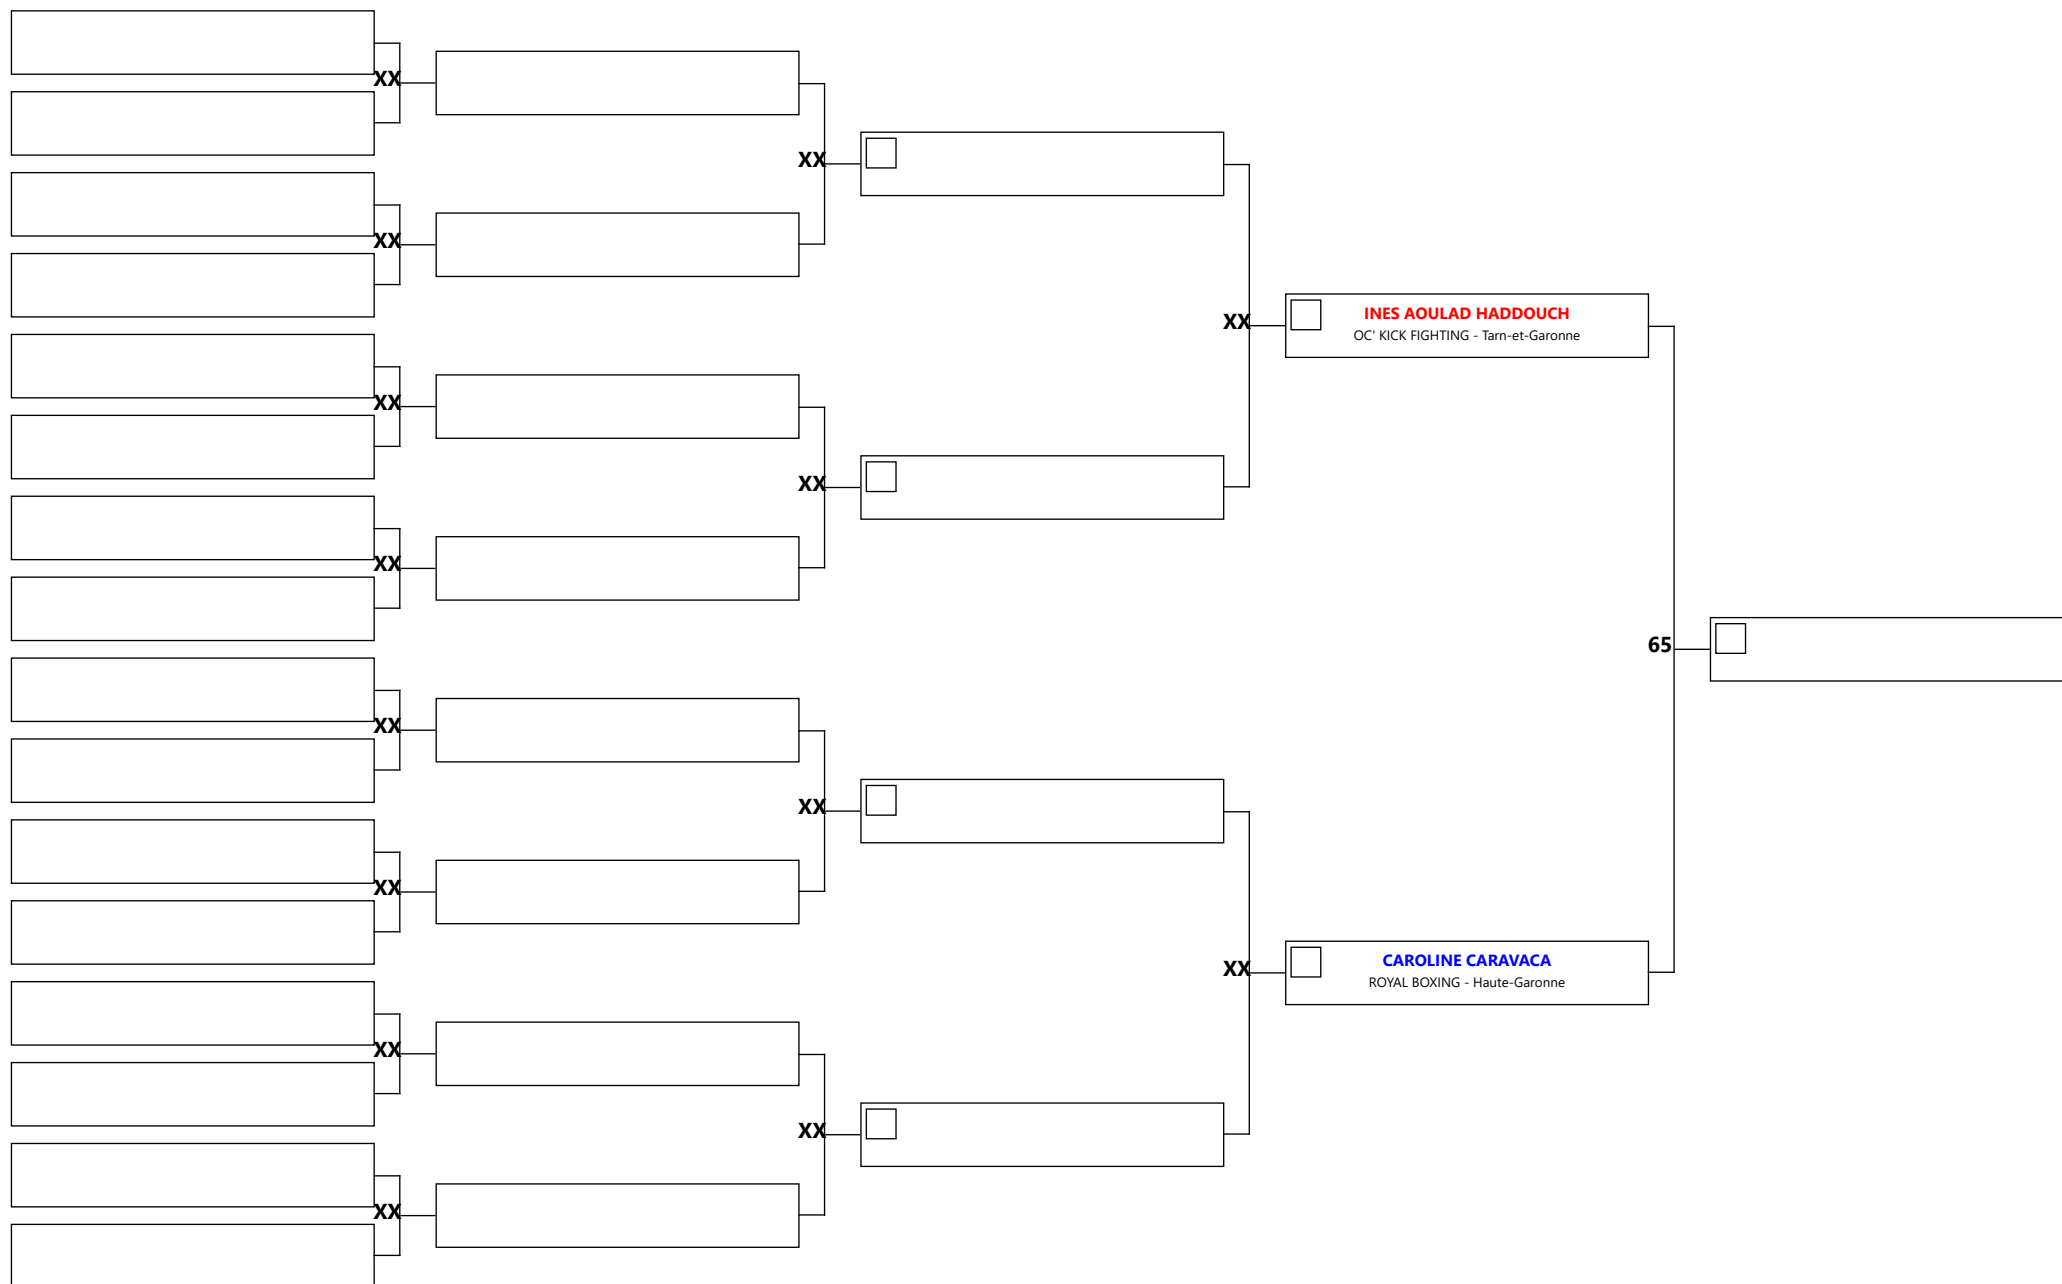 XX
XX
XX
INES AOULAD HADDOUCH
OC' KICK FIGHTING - Tarn-et-Garonne
XX
XX
XX
XX
65
XX
XX
XX
CAROLINE CARAVACA
ROYAL BOXING - Haute-Garonne
XX
XX
XX
XX